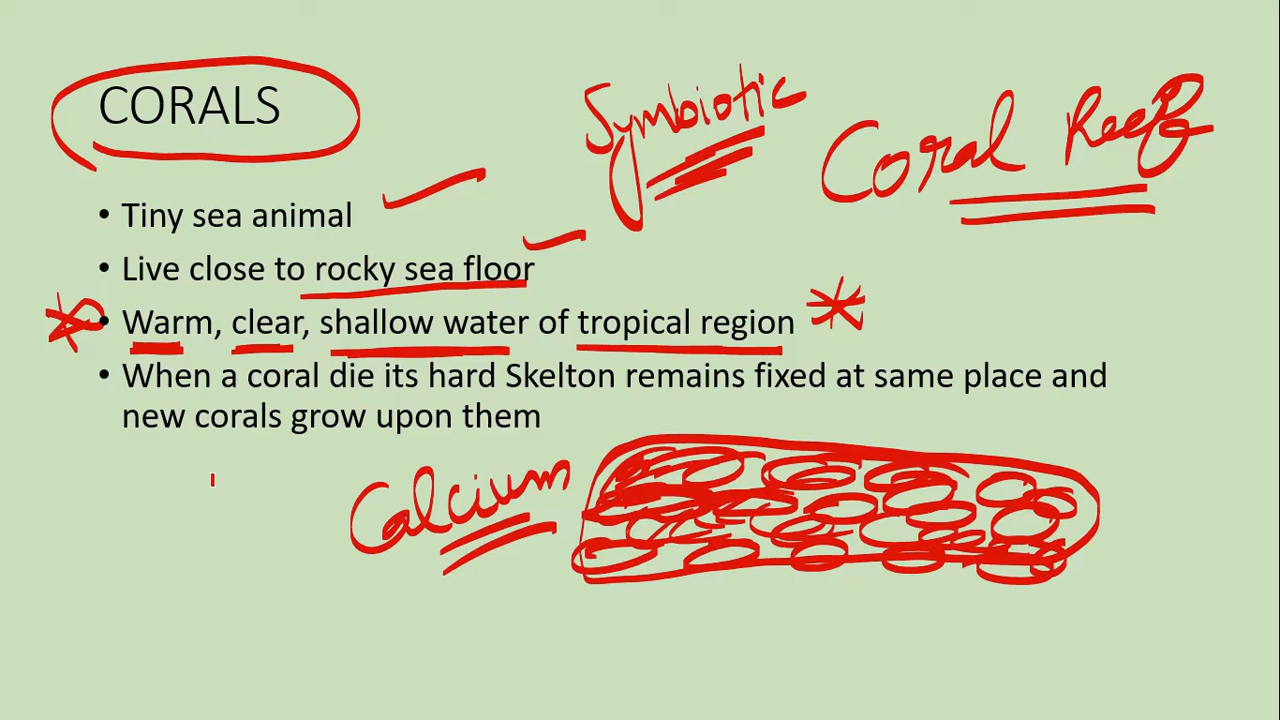 CORALS
Symbiotic
Coral Reef
• Tiny sea animal
• Live close to rocky sea floor
• Warm, clear, shallow water of tropical region
• When a coral die its hard Skelton remains fixed at same place and
new corals grow upon them
Calcium